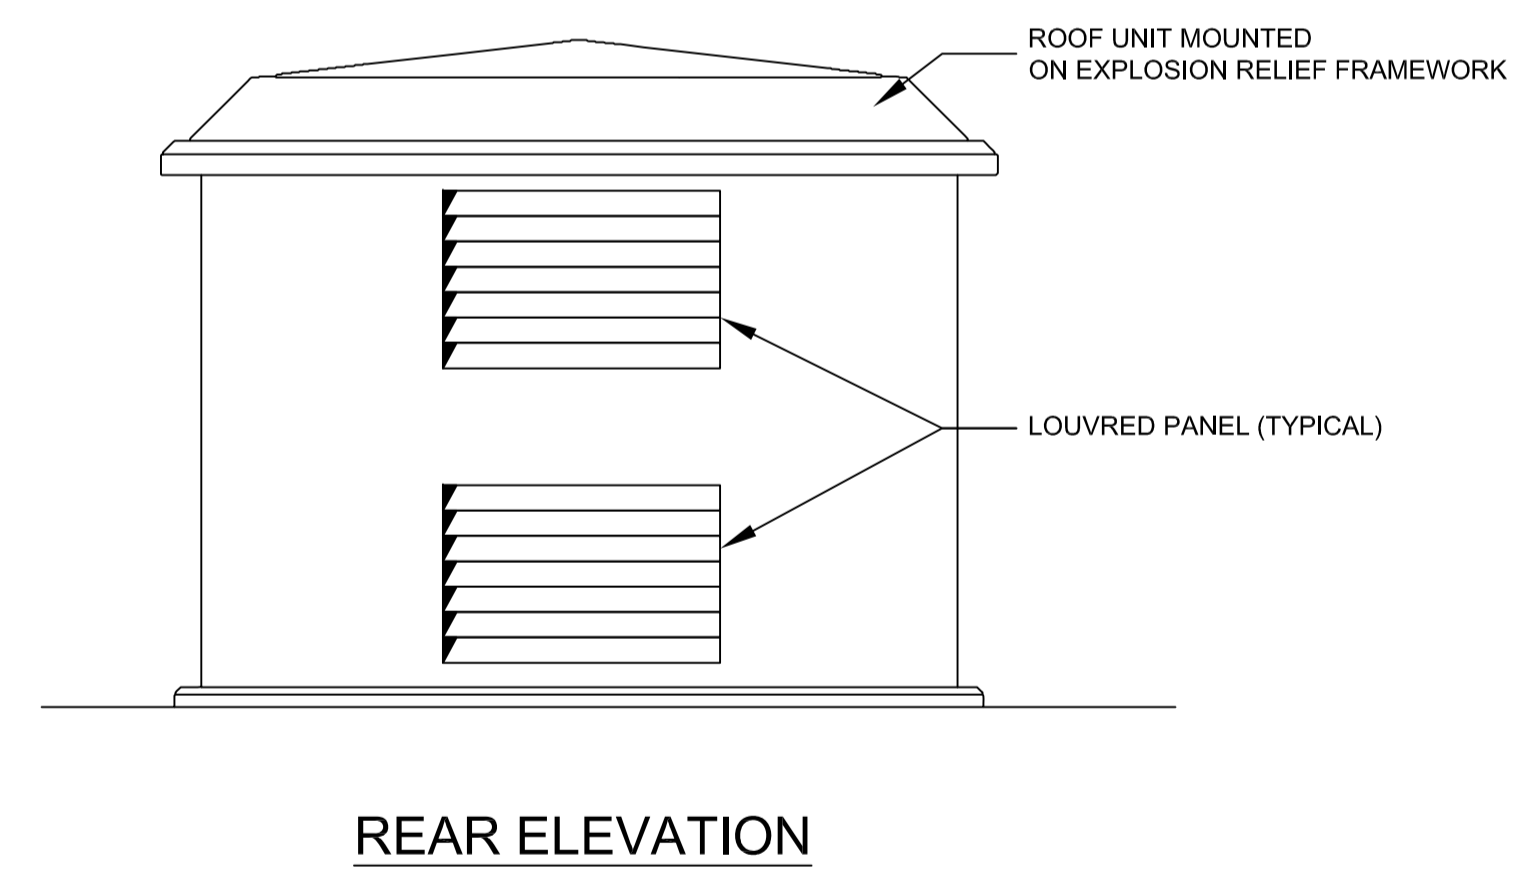 ROOF UNIT MOUNTED
ON EXPLOSION RELIEF FRAMEWORK
LOUVRED PANEL (TYPICAL)
REAR ELEVATION